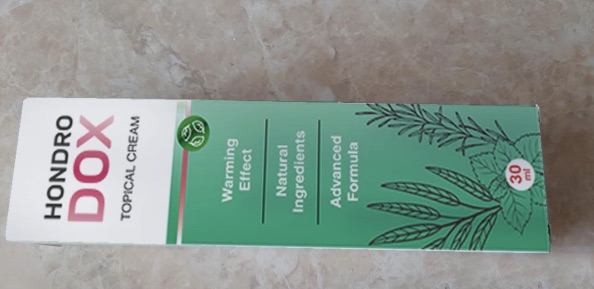 HONDRO
DOX
TOPICAL CREAM
Warming
Effect
Natural
Ingredients
Advanced
Formula
30
ml